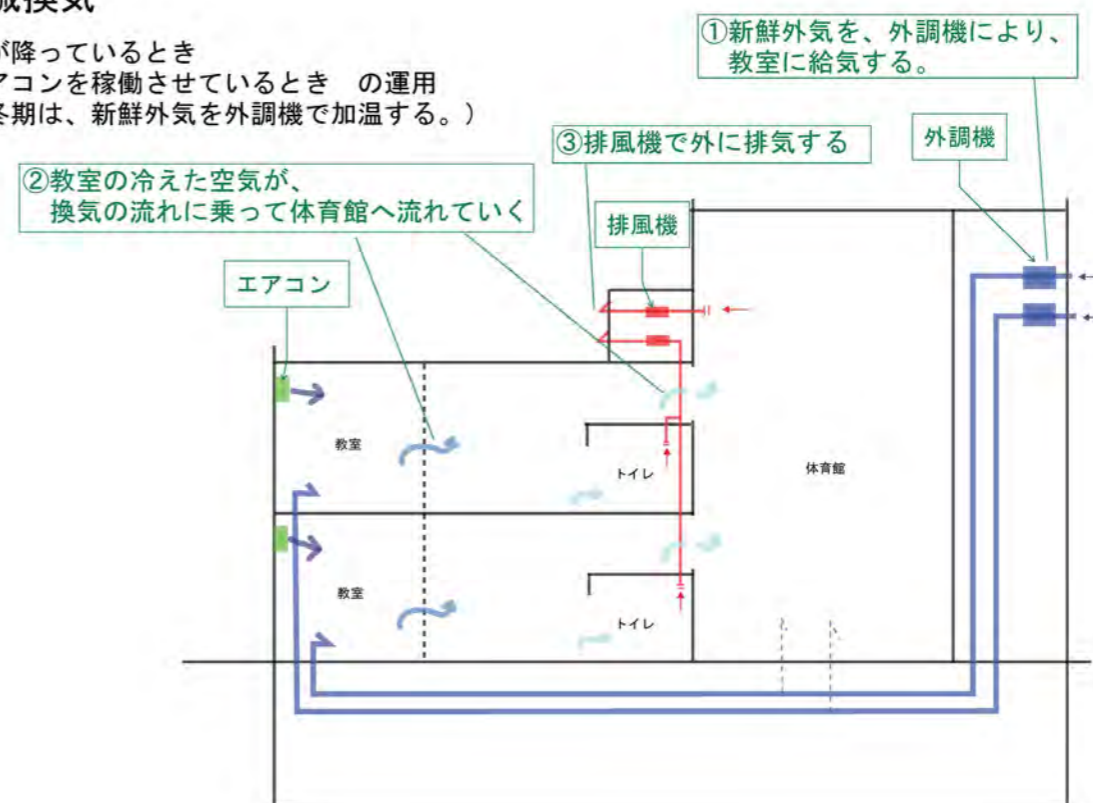 換気
降っているとき
アコンを稼働させているとき　の運用
冬期は、新鮮外気を外調機で加温する。）
①新鮮外気を、外調機により、
教室に給気する。
③排風機で外に排気する
外調機
②教室の冷えた空気が、
換気の流れに乗って体育館へ流れていく
排風機
エアコン
教室
トイレ
体育館
教室
トイレ